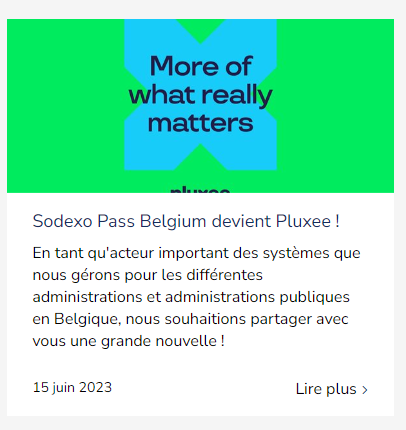 More of
what really
matters
pluxee
Sodexo Pass Belgium devient Pluxee !
En tant qu'acteur important des systèmes que
nous gérons pour les différentes
administrations et administrations publiques
en Belgique, nous souhaitions partager avec
vous une grande nouvelle !
15 juin 2023
Lire plus ›